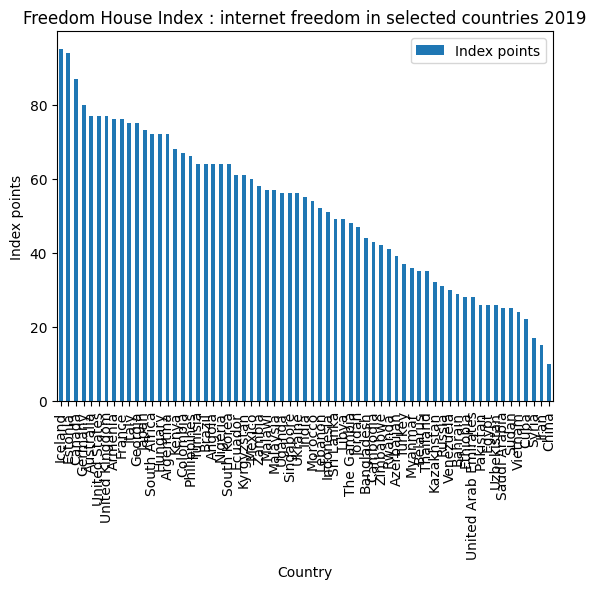 Freedom House Index : internet freedom in selected countries 2019
Index points
Index points
80
60
40
20
0
Iceland
Estonia
Canada
Germany
Australia
United States
United Kingdom
Armenia
France
Italy
Georgia
Japan
South Africa
Hungary
Argentina
Kenya
Colombia
Philippines
Tunisia
Brazil
Angola
Nigeria
South Korea
Ecuador
Kyrgyzstan
Mexico
Zambia
Malawi
Malaysia
Uganda
Singapore
Ukraine
India
Morocco
Lebanon
Indonesia
Sri Lanka
Libya
The Gambia
Jordan
Bangladesh
Cambodia
Zimbabwe
Rwanda
Azerbaijan
Turkey
Myanmar
Belarus
Thailand
Kazakhstan
Russia
Venezuela
Bahrain
Ethiopia
United Arab Emirates
Pakistan
Egypt
Uzbekistan
Saudi Arabia
Sudan
Vietnam
Cuba
Syria
Iran
China
Country